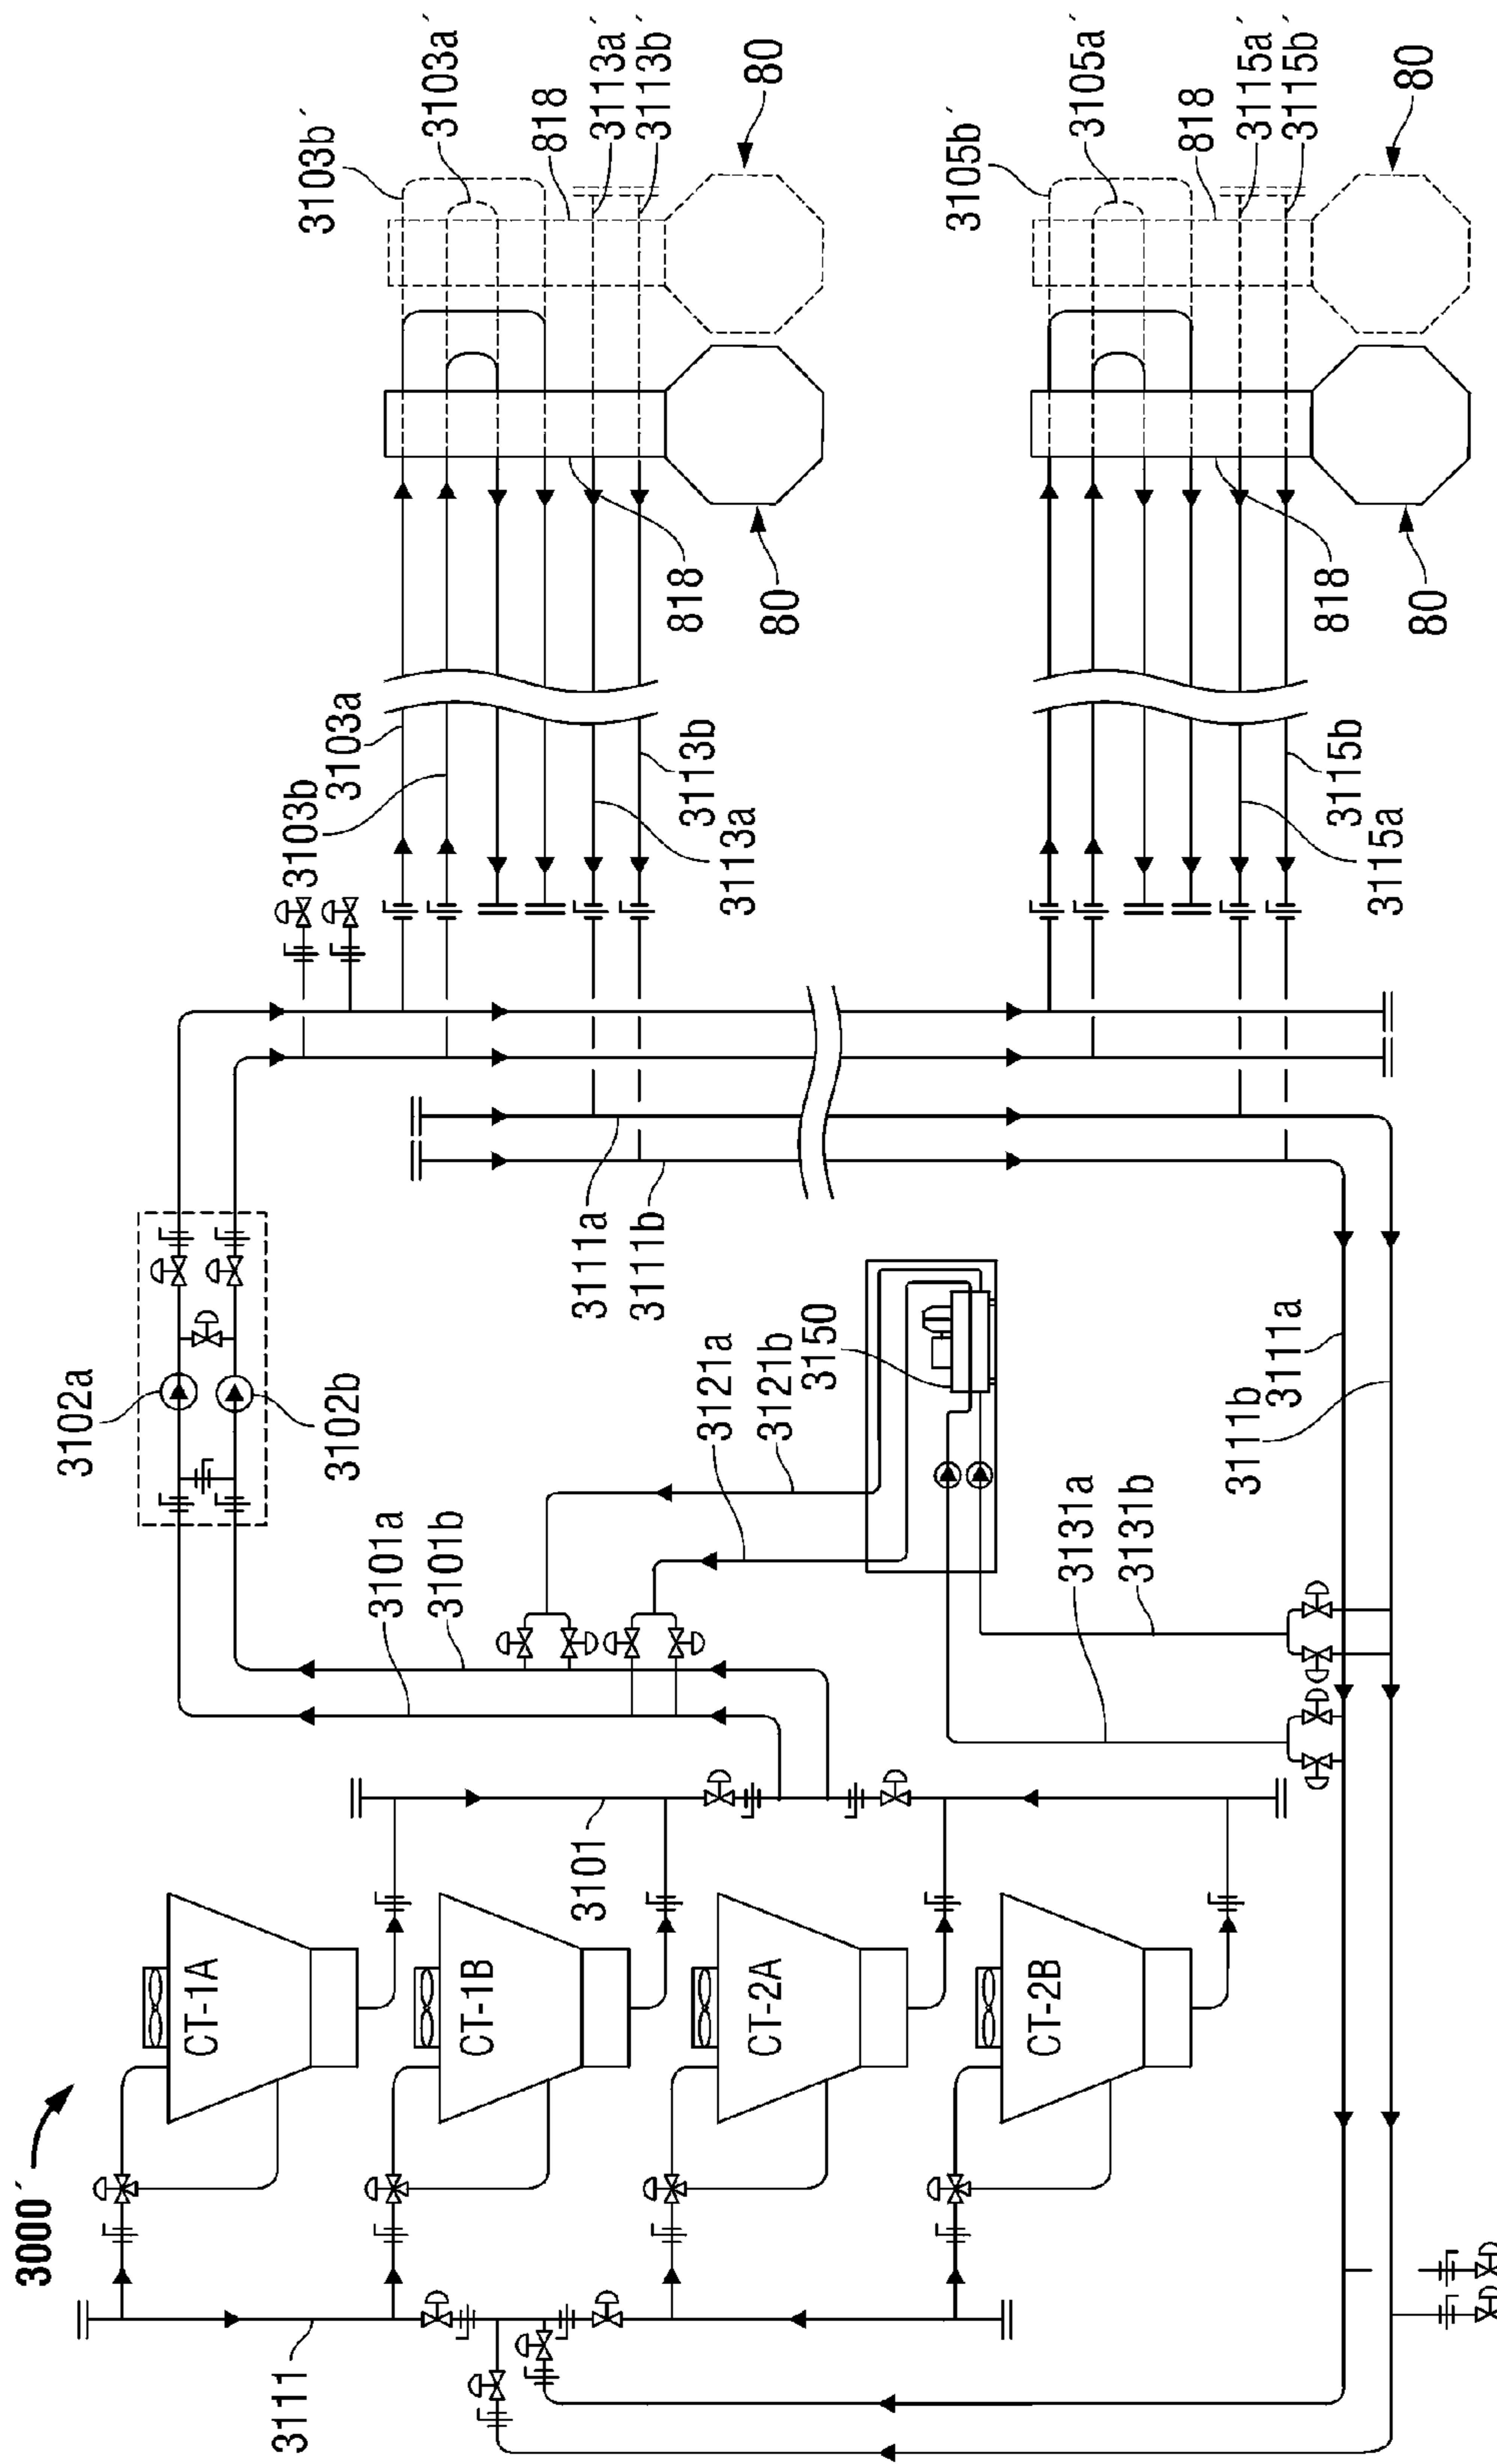 3000´
CT-1A
CT-1B
CT-2A
CT-2B
3111
3101
3101a
3101b
3102a
3102b
3121a
3121b
3150
3131a
3131b
3111b
3111a
3111a
3111b
3103b
3103a
3113b
3113a
3115b
3115a
818
80
818
80
3103b´
3103a´
818
3113a´
3113b´
80
3105b´
3105a´
818
3115a´
3115b´
80